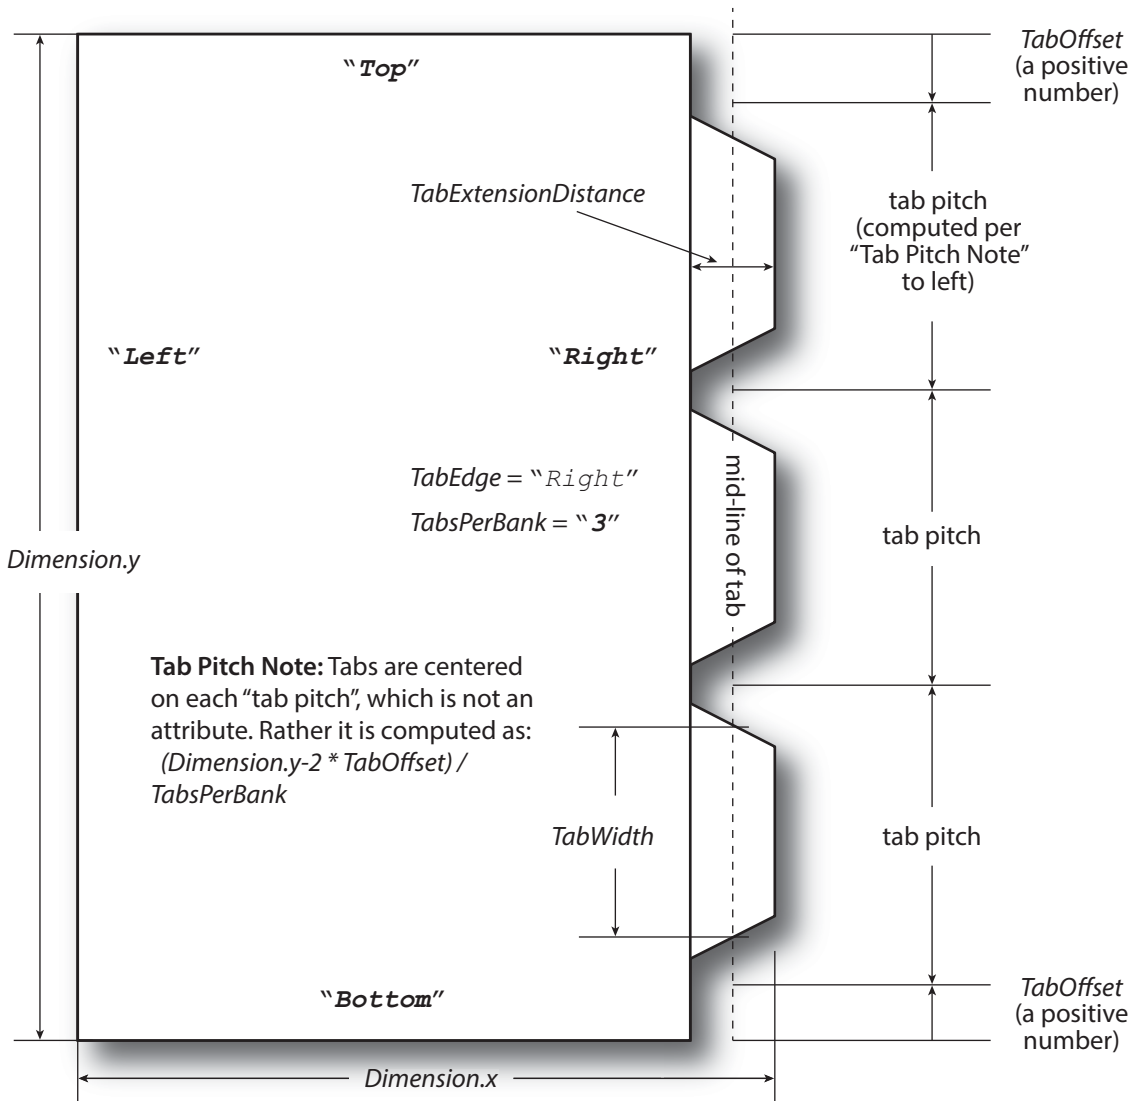 "Top"
TabOffset
(a positive
number)
TabExtensionDistance
tab pitch
(computed per
“Tab Pitch Note”
to left)
"Left"
"Right"
TabEdge = "Right"
TabsPerBank = "3"
mid-line of tab
tab pitch
Dimension.y
Tab Pitch Note: Tabs are centered
on each “tab pitch”, which is not an
attribute. Rather it is computed as:
(Dimension.y-2 * TabOffset) /
TabsPerBank
TabWidth
tab pitch
"Bottom"
TabOffset
(a positive
number)
Dimension.x